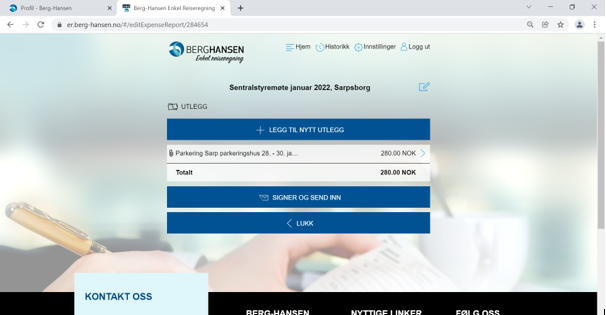 Profil - Berg-Hansen
Berg-Hansen Enkel Reiseregning
er.berg-hansen.no/#/editExpenseReport/284654
BERGHANSEN
Enkel reiseregning
Hjem Historikk Innstillinger Logg ut
Sentralstyremøte januar 2022, Sarpsborg
UTLEGG
LEGG TIL NYTT UTLEGG
Parkering Sarp parkeringshus 28. - 30. ja... 280.00 NOK
Totalt 280.00 NOK
SIGNER OG SEND INN
LUKK
KONTAKT OSS
BERG-HANSEN NYTTIGE LINKER FØLG OSS